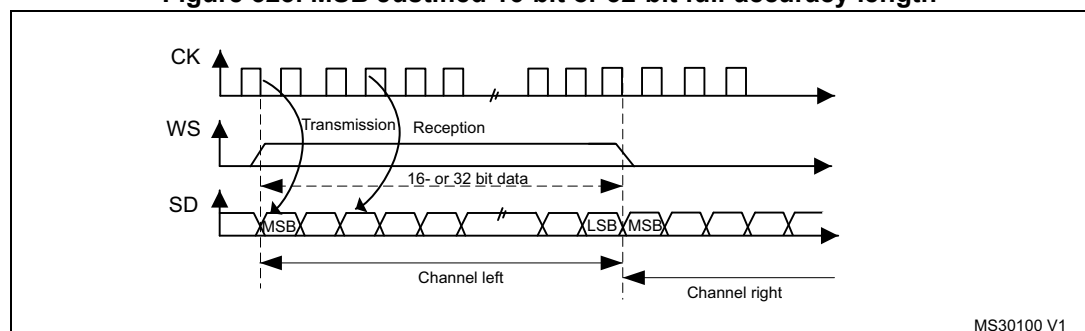 Figure MSB Justified 16-bit or 32-bit full-accuracy length
CK
WS
Transmission
Reception
16- or 32 bit data
SD
MSB
LSB
MSB
Channel left
Channel right
MS30100 V1